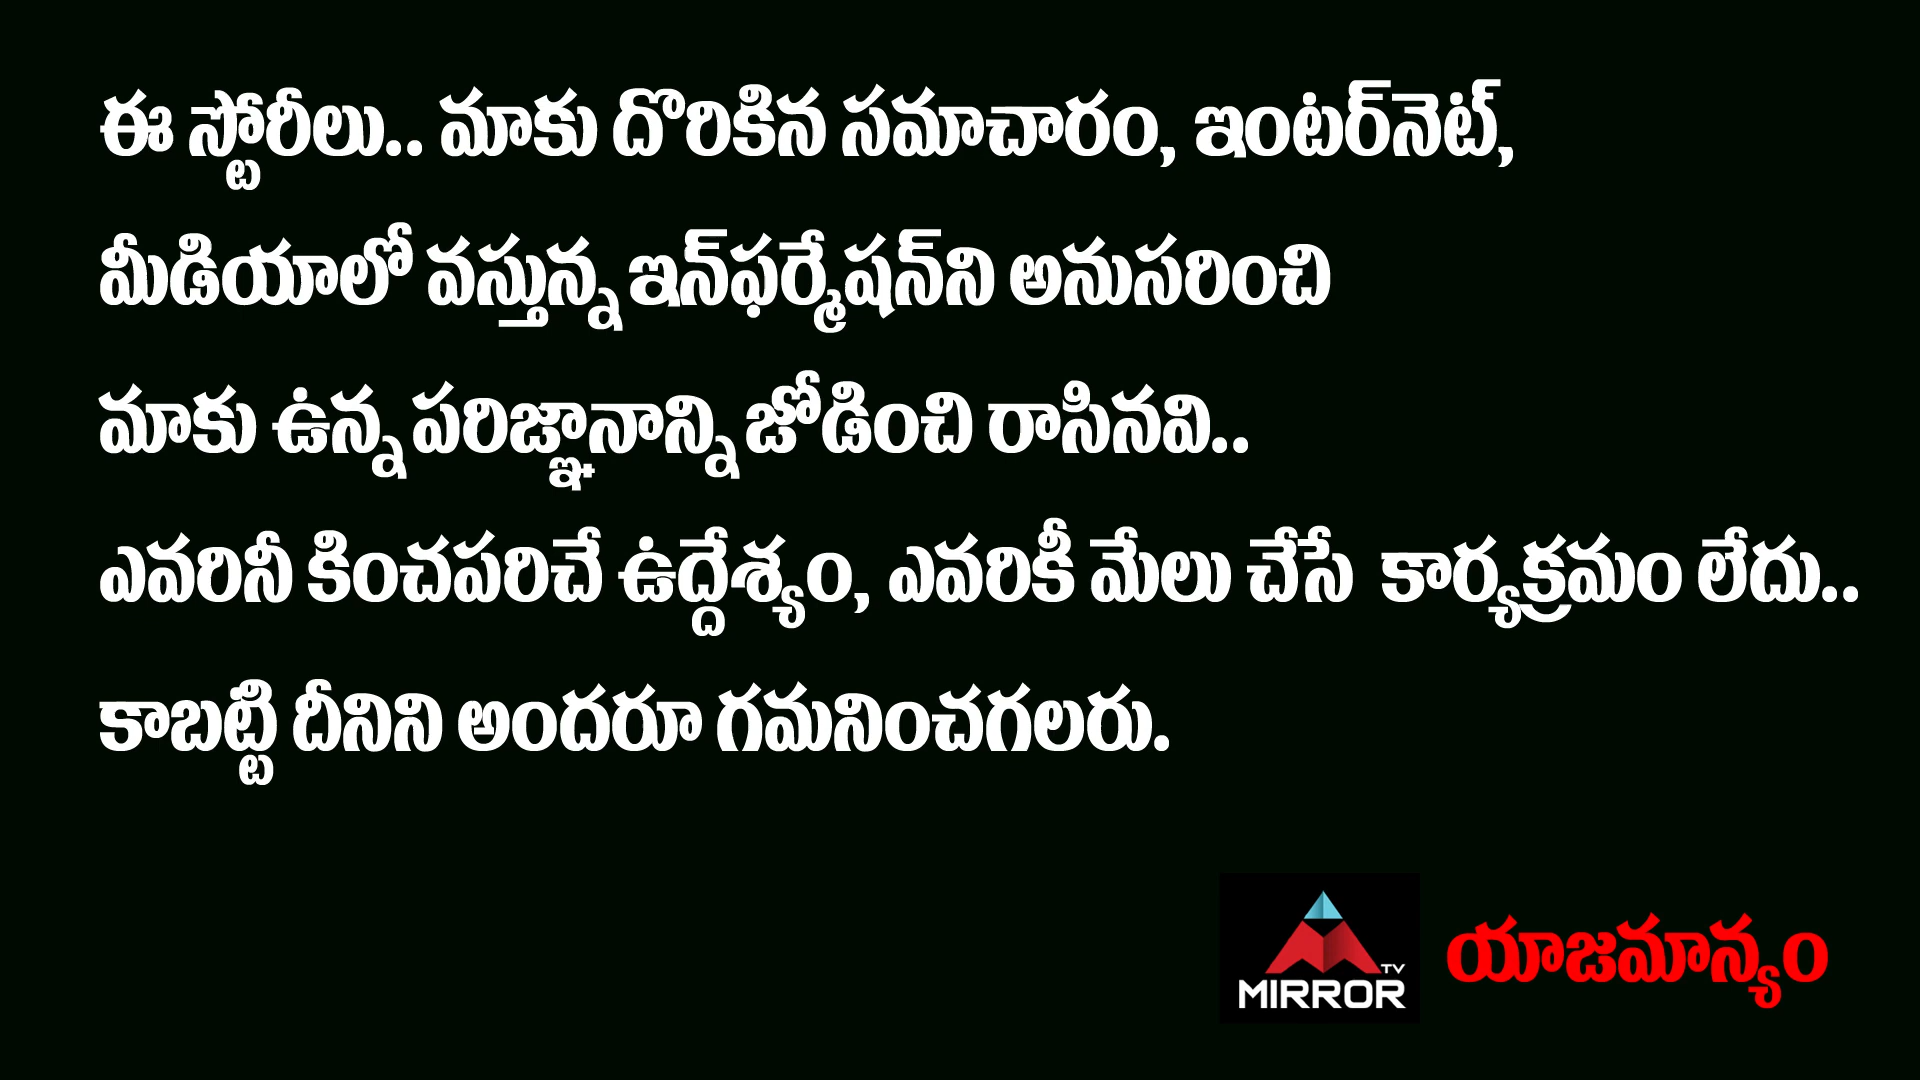 ఈ స్టోరీలు.. మాకు దొరికిన సమాచారం, ఇంటర్‌నెట్,
మీడియాలో వస్తున్న ఇన్‌ఫర్మేషన్‌ని అనుసరించి
మాకు ఉన్న పరిజ్ఞానాన్ని జోడించి రాసినవి..
ఎవరినీ కించపరిచే ఉద్దేశ్యం, ఎవరికీ మేలు చేసే కార్యక్రమం లేదు..
కాబట్టి దీనిని అందరూ గమనించగలరు.
TV
MIRROR
యాజమాన్యం